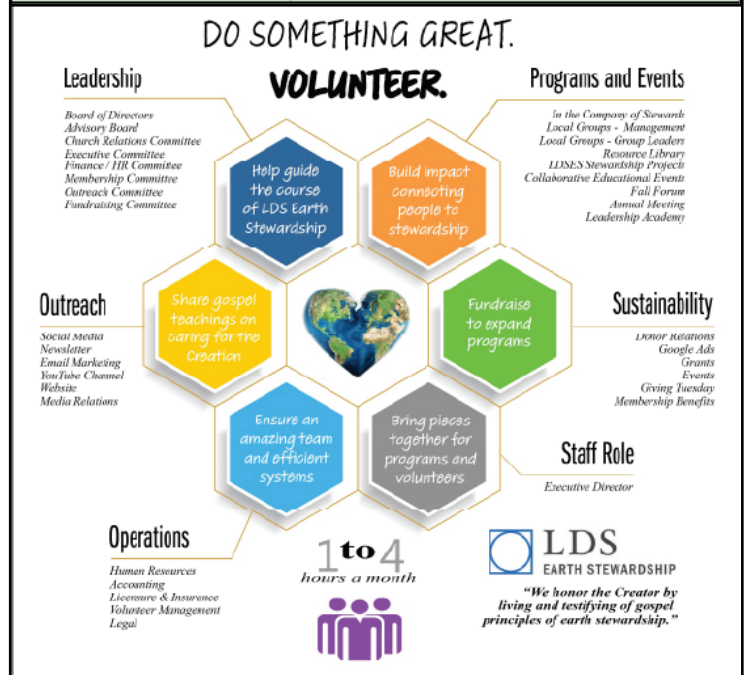 DO SOMETHING GREAT.
VOLUNTEER.
Leadership
Board of Directors
Advisory Board
Church Relations Committee
Executive Committee
Finance / HR Committee
Membership Committee
Outreach Committee
Fundraising Committee
Programs and Events
In the Company of Stewards
Local Groups - Management
Local Groups - Group Leaders
Resource Library
LDSES Stewardship Projects
Collaborative Educational Events
Fall Forum
Annual Meeting
Leadership Academy
Help guide
the course
of LDS Earth
Stewardship
Build impact
connecting
people to
stewardship
Outreach
Social Media
Newsletter
Email Marketing
YouTube Channel
Website
Media Relations
Share gospel
teachings on
caring for the
Creation
Fundraise
to expand
programs
Sustainability
Donor Relations
Google Ads
Grants
Events
Giving Tuesday
Membership Benefits
Ensure an
amazing team
and efficient
systems
Bring pieces
together for
programs and
volunteers
Staff Role
Executive Director
Operations
Human Resources
Accounting
Licensure & Insurance
Volunteer Management
Legal
1 to 4
hours a month
LDS
EARTH STEWARDSHIP
"We honor the Creator by
living and testifying of gospel
principles of earth stewardship."